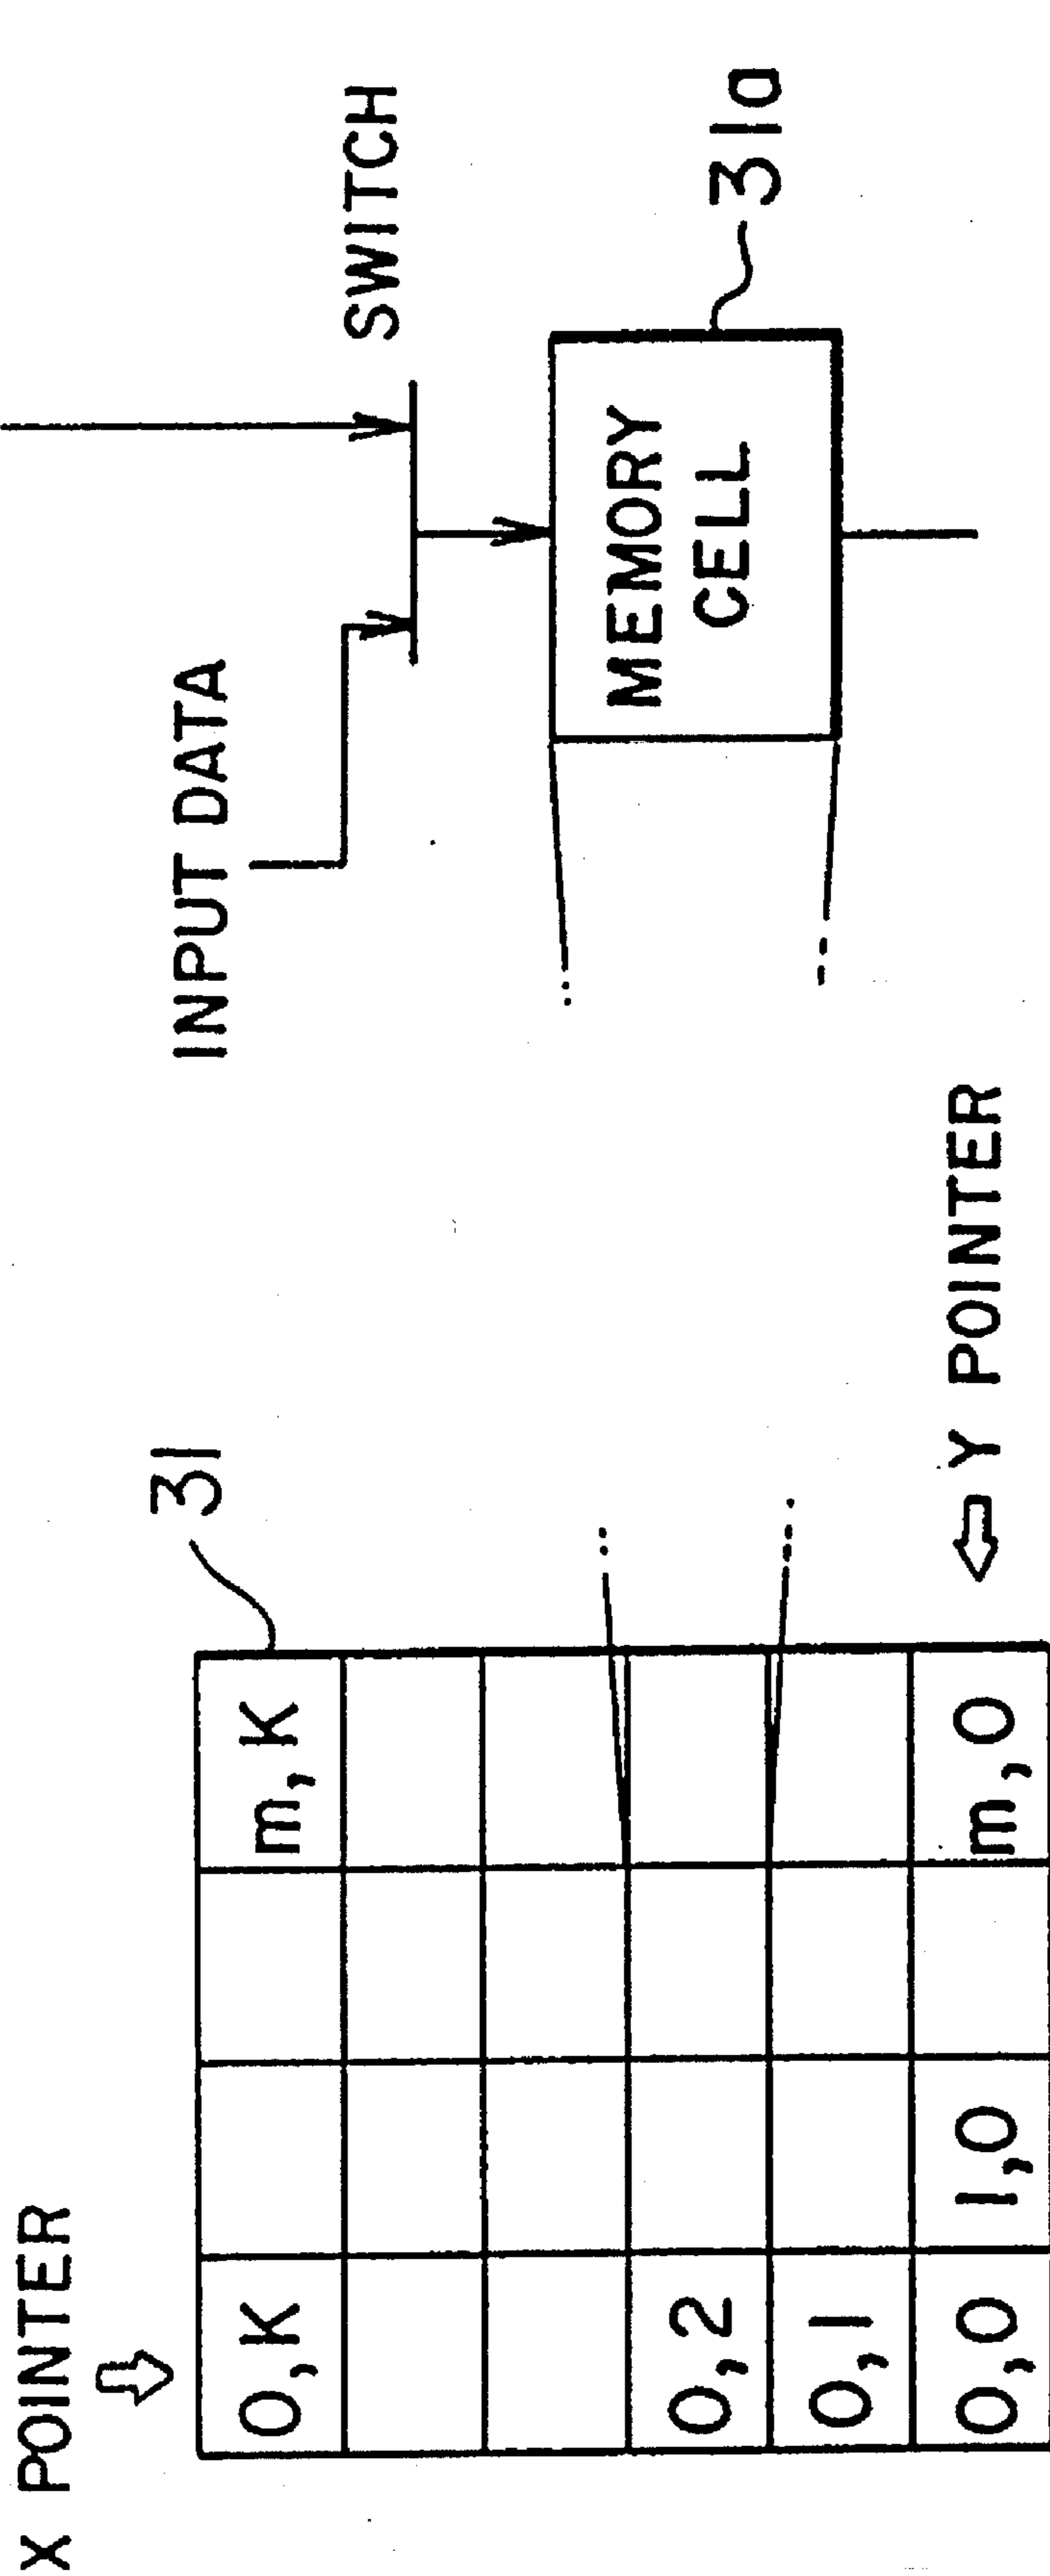 X POINTER
31
0,K
m,K
0,2
0,1
0,0
1,0
m,0
Y POINTER
INPUT DATA
SWITCH
MEMORY
CELL
31a